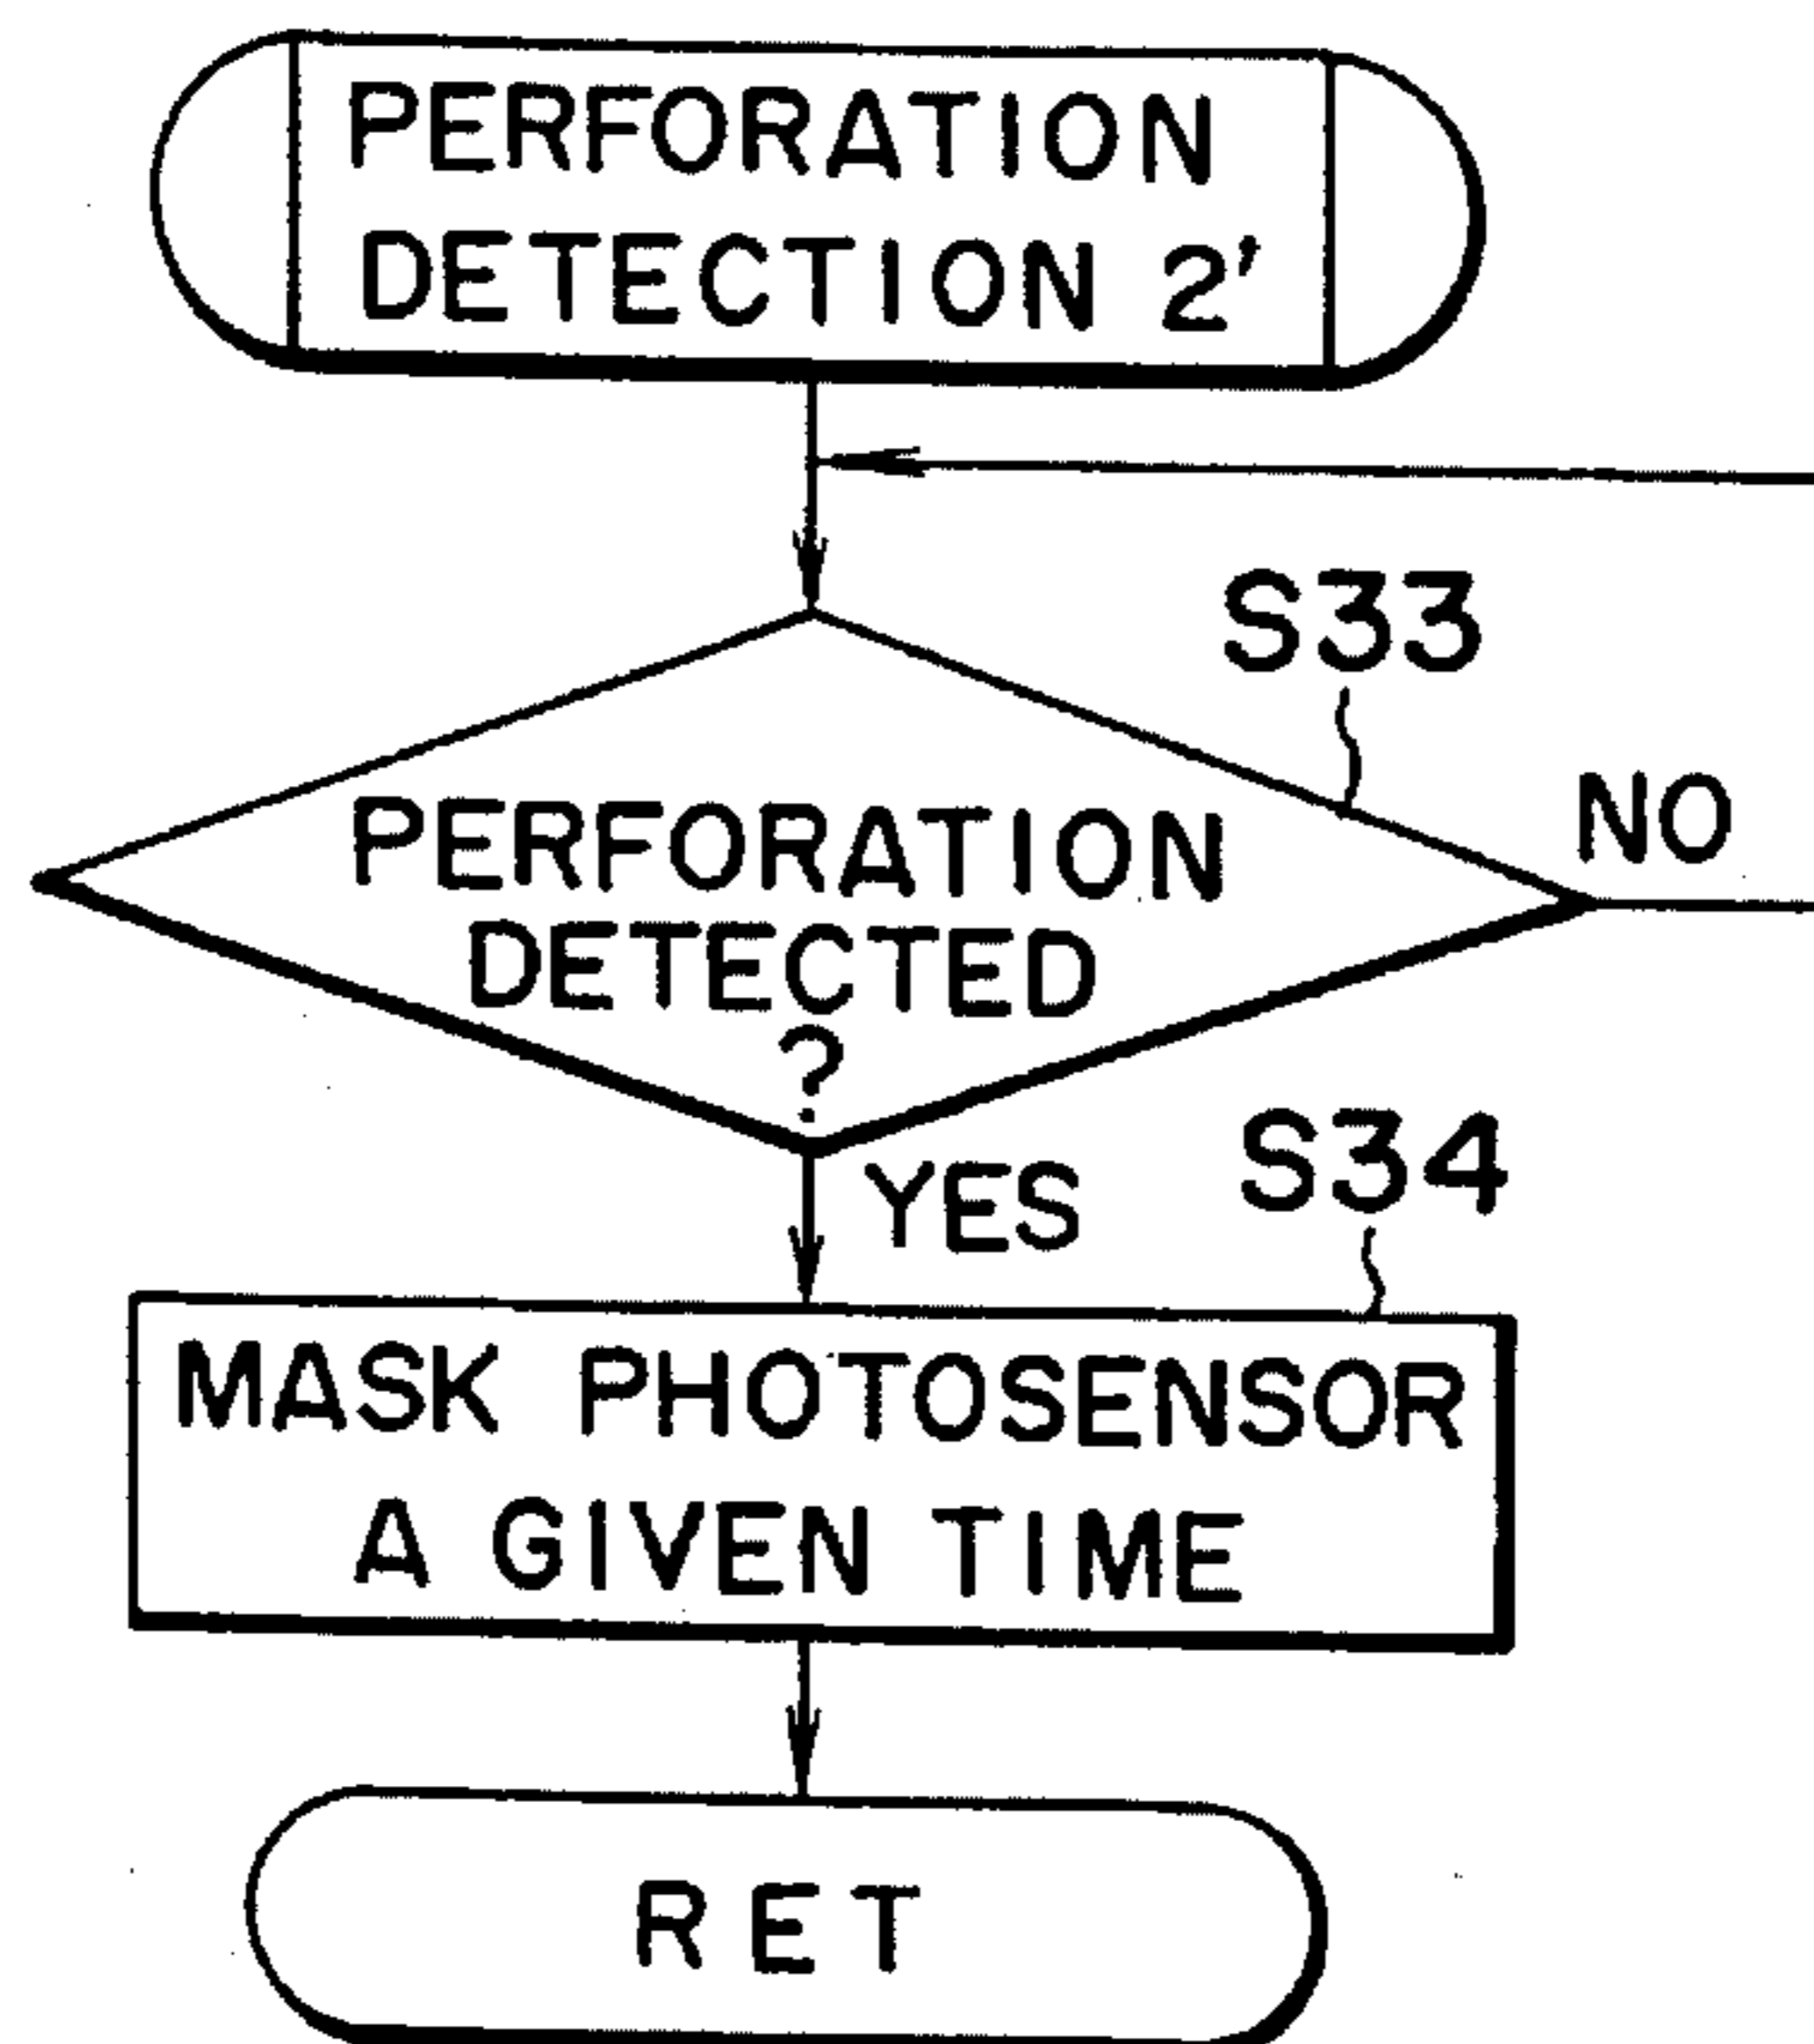 PERFORATION
DETECTION 2'
S33
PERFORATION
DETECTED
?
NO
YES
S34
MASK PHOTOSENSOR
A GIVEN TIME
RET